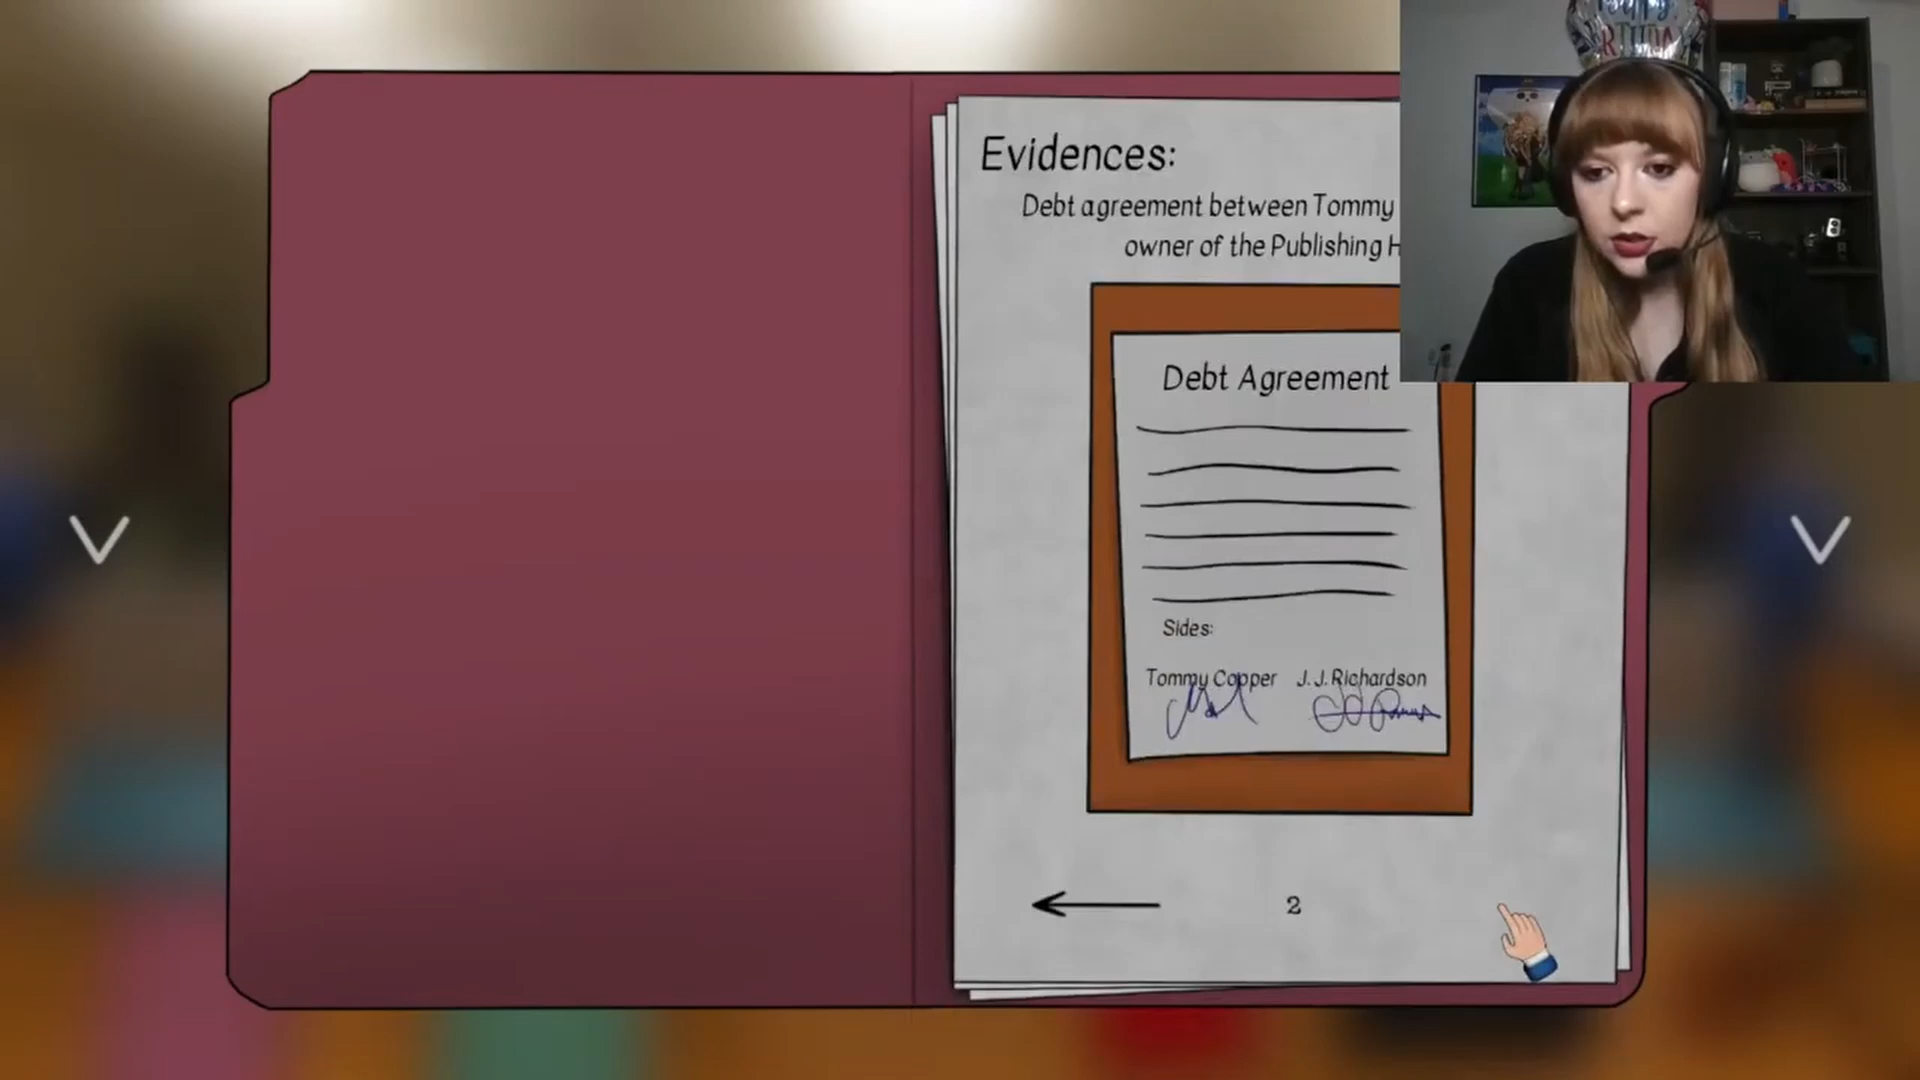 Evidences:
Debt agreement between Tommy
owner of the Publishing
Debt Agreement
Sides:
Tommy Copper J. J. Richardson
2